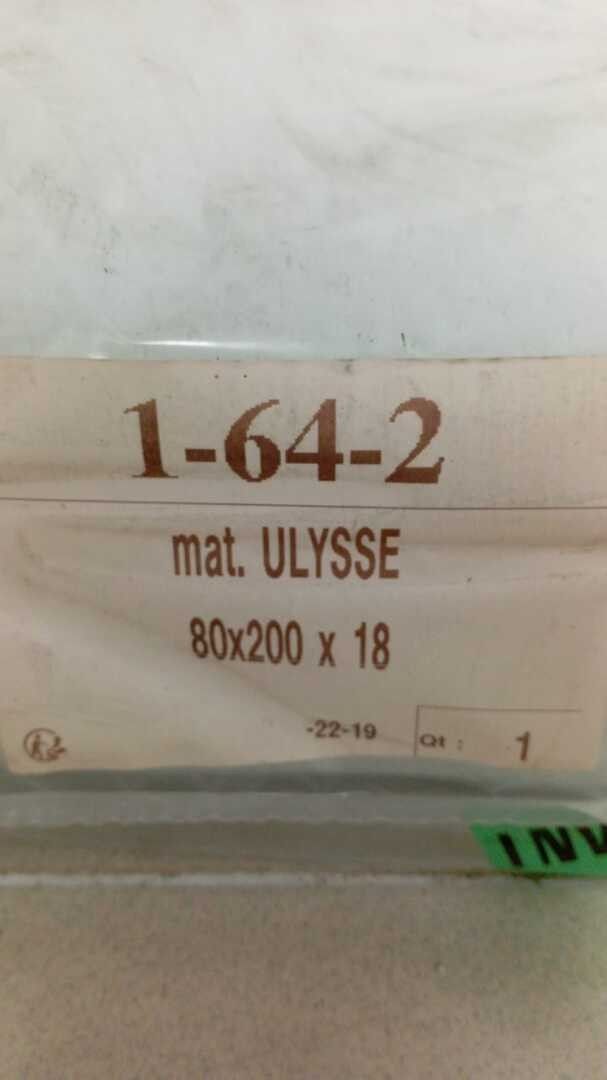 1-64-2
mat. ULYSSE
80x200 x 18
-22-19
Qt : 1
INV